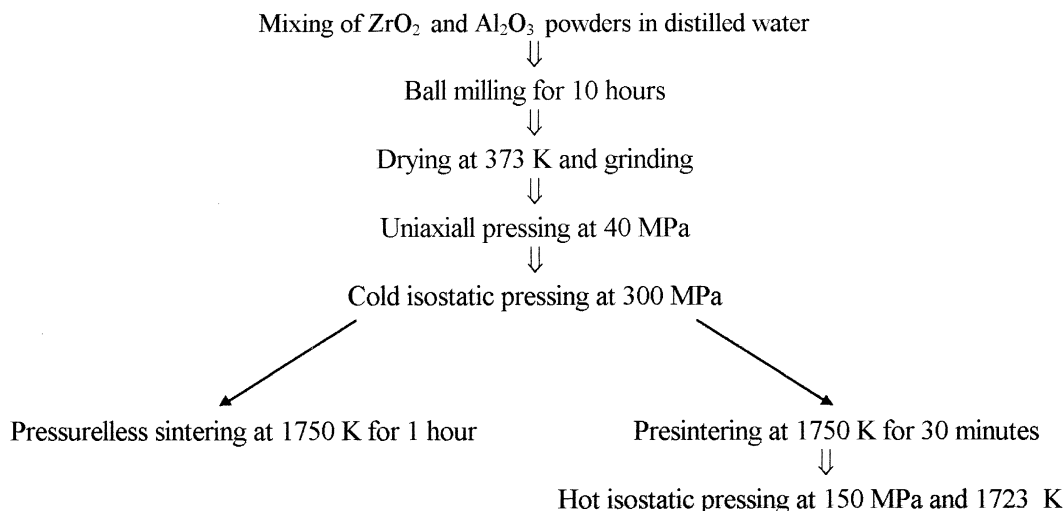 Mixing of ZrO₂ and Al₂O₃ powders in distilled water
⇓
Ball milling for 10 hours
⇓
Drying at 373 K and grinding
⇓
Uniaxiall pressing at 40 MPa
⇓
Cold isostatic pressing at 300 MPa
Pressurelless sintering at 1750 K for 1 hour
Presintering at 1750 K for 30 minutes
⇓
Hot isostatic pressing at 150 MPa and 1723 K